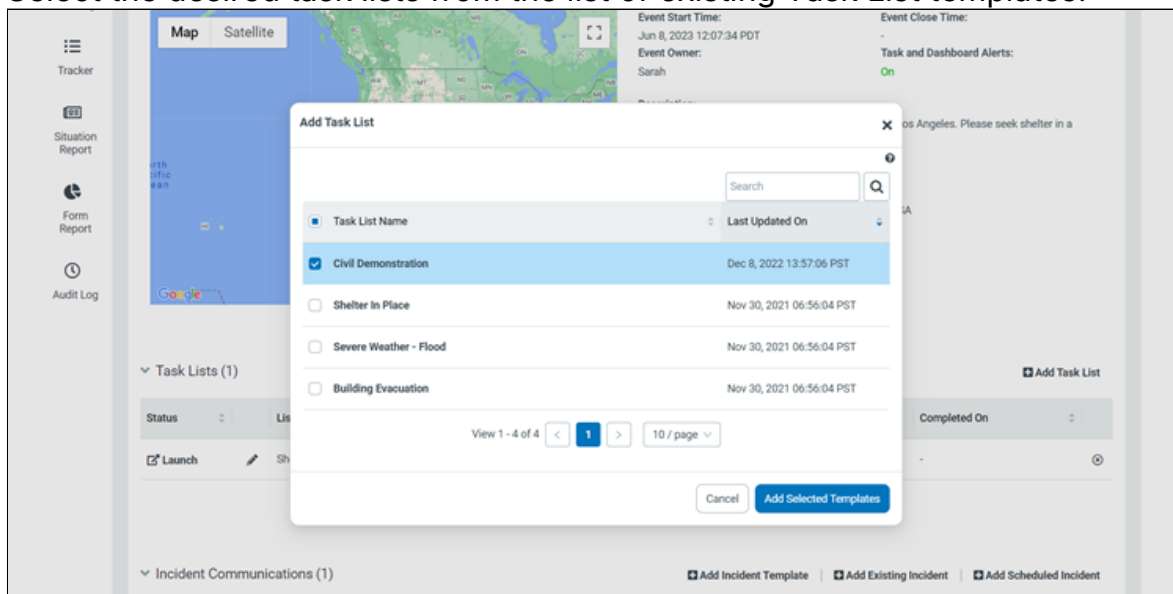 Select the desired task lists from the list of existing Task List templates.
Map Satellite
Event Start Time: Event Close Time:
Jun 8, 2023 12:07:34 PDT -
Event Owner: Task and Dashboard Alerts:
Sarah On
Tracker
Situation
Report
Form
Report
Audit Log
Google
Add Task List
os Angeles. Please seek shelter in a
Search
Task List Name Last Updated On
Civil Demonstration Dec 8, 2022 13:57:06 PST
Shelter In Place Nov 30, 2021 06:56:04 PST
Severe Weather - Flood Nov 30, 2021 06:56:04 PST
Building Evacuation Nov 30, 2021 06:56:04 PST
View 1 - 4 of 4 < 1 > 10 / page
Cancel Add Selected Templates
Task Lists (1) Add Task List
Status Lis Completed On
Launch Sh -
Incident Communications (1) Add Incident Template | Add Existing Incident | Add Scheduled Incident